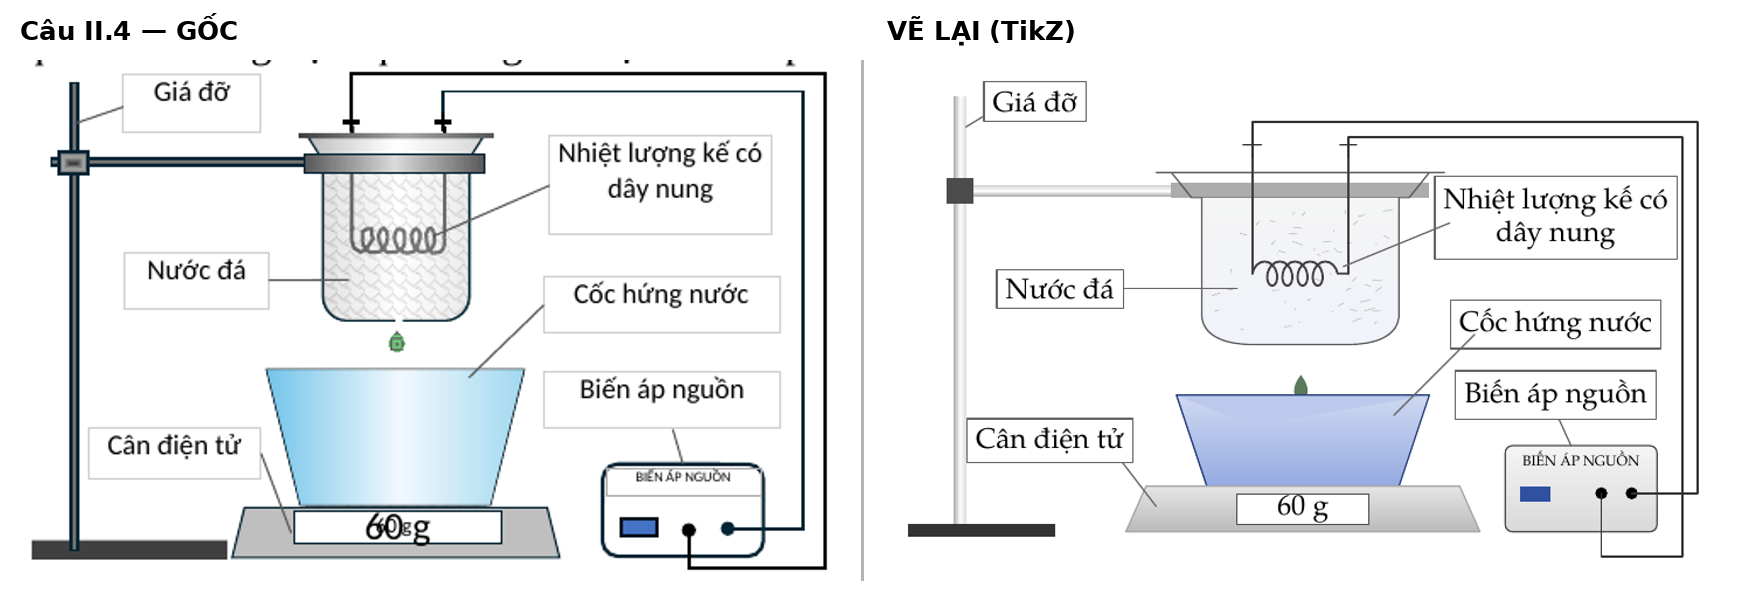 Câu II.4 — GỐC
Giá đỡ
Nhiệt lượng kế có
dây nung
Nước đá
Cốc hứng nước
Biến áp nguồn
Cân điện tử
BIẾN ÁP NGUỒN
60 g
60 g
VẼ LẠI (TikZ)
Giá đỡ
Nhiệt lượng kế có
dây nung
Nước đá
Cốc hứng nước
Biến áp nguồn
Cân điện tử
BIẾN ÁP NGUỒN
60 g